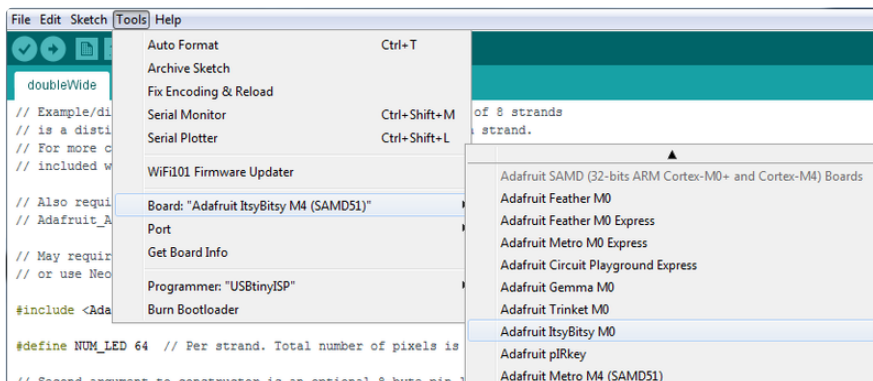 File Edit Sketch Tools Help
Auto Format Ctrl+T
Archive Sketch
Fix Encoding & Reload
Serial Monitor Ctrl+Shift+M
Serial Plotter Ctrl+Shift+L
WiFi101 Firmware Updater
Board: "Adafruit ItsyBitsy M4 (SAMD51)"
Port
Get Board Info
Programmer: "USBtinyISP"
Burn Bootloader
Adafruit SAMD (32-bits ARM Cortex-M0+ and Cortex-M4) Boards
Adafruit Feather M0
Adafruit Feather M0 Express
Adafruit Metro M0 Express
Adafruit Circuit Playground Express
Adafruit Gemma M0
Adafruit Trinket M0
Adafruit ItsyBitsy M0
Adafruit pIRkey
Adafruit Metro M4 (SAMD51)
doubleWide
// Example/di of 8 strands
// is a disti strand.
// For more c
// included w
// Also requi
// Adafruit_A
// May requir
// or use Neo
#include <Ada
#define NUM_LED 64 // Per strand. Total number of pixels is